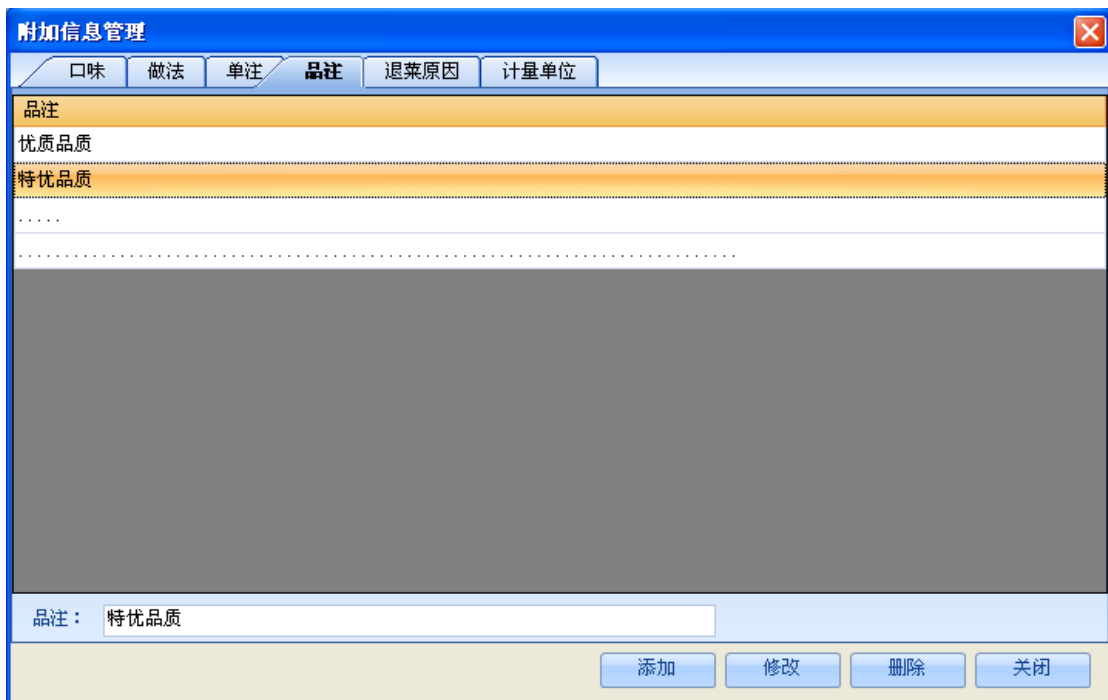 附加信息管理
口味 做法 单注 品注 退菜原因 计量单位
品注
优质品质
特优品质
.....
..............................................................................
品注： 特优品质
添加 修改 删除 关闭